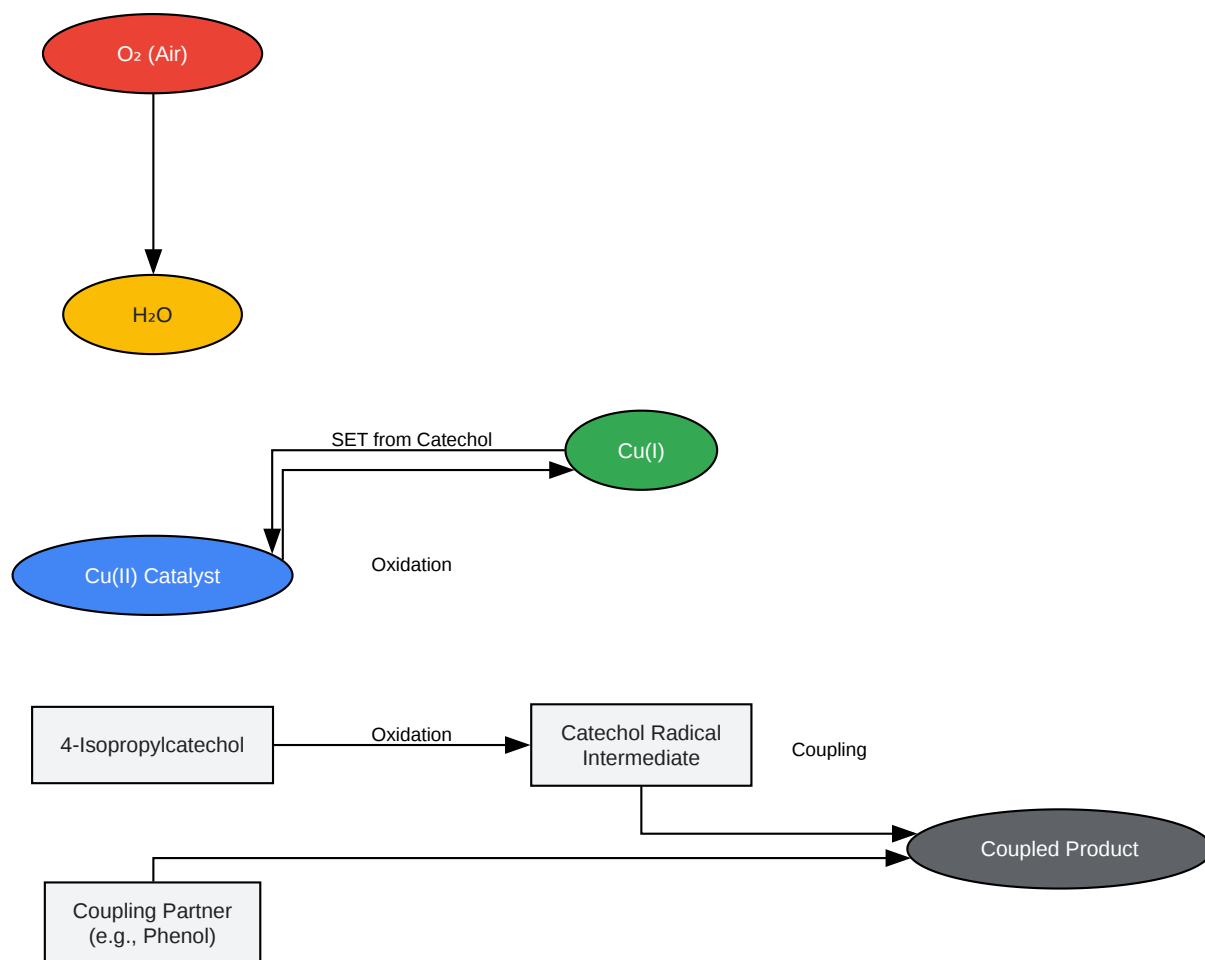 O₂ (Air)
H₂O
SET from Catechol
Cu(I)
Cu(II) Catalyst
Oxidation
4-Isopropylcatechol
Oxidation
Catechol Radical
Intermediate
Coupling
Coupled Product
Coupling Partner
(e.g., Phenol)